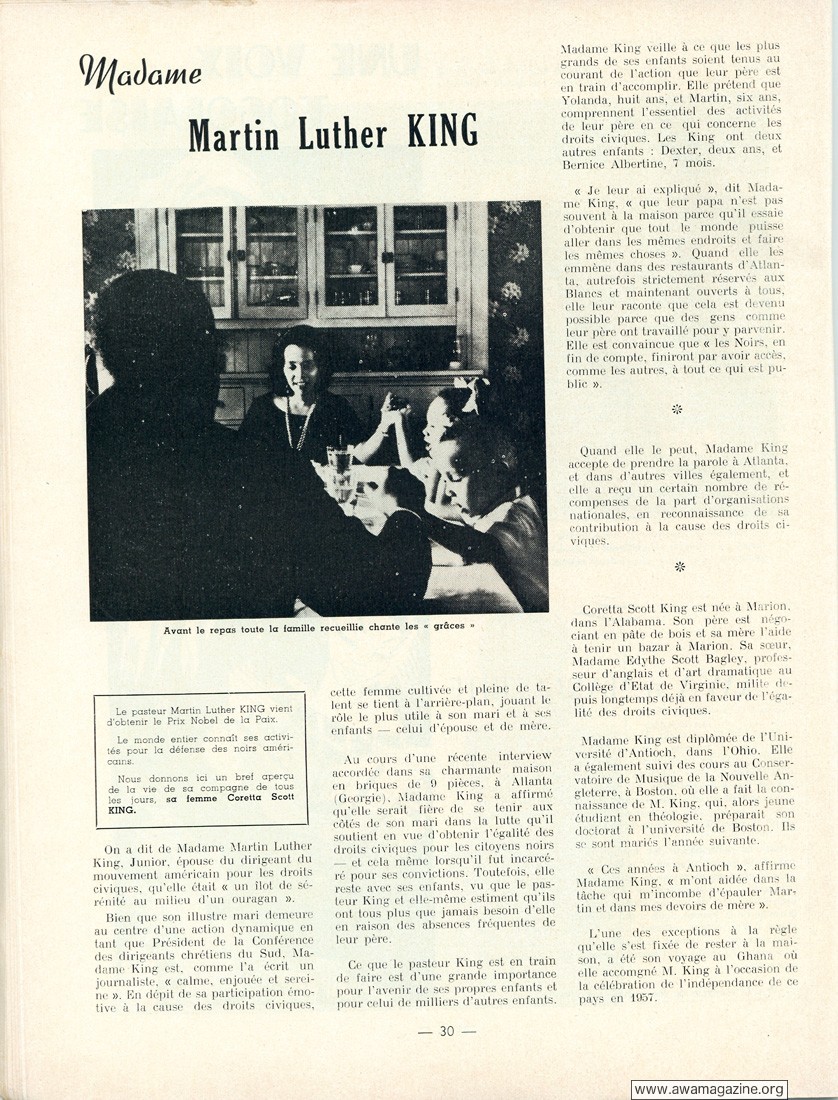 Madame
Martin Luther KING
Avant le repas toute la famille recueillie chante les « grâces »
Le pasteur Martin Luther KING vient
d'obtenir le Prix Nobel de la Paix.
Le monde entier connaît ses activi-
tés pour la défense des noirs améri-
cains.
Nous donnons ici un bref aperçu
de la vie de sa compagne de tous
les jours, sa femme Coretta Scott
KING.
On a dit de Madame Martin Luther
King, Junior, épouse du dirigeant du
mouvement américain pour les droits
civiques, qu'elle était « un îlot de sé-
rénité au milieu d'un ouragan ».
Bien que son illustre mari demeure
au centre d'une action dynamique en
tant que Président de la Conférence
des dirigeants chrétiens du Sud, Ma-
dame King est, comme l'a écrit un
journaliste, « calme, enjouée et serei-
ne ». En dépit de sa participation émo-
tive à la cause des droits civiques,
cette femme cultivée et pleine de ta-
lent se tient à l'arrière-plan, jouant le
rôle le plus utile à son mari et à ses
enfants — celui d'épouse et de mère.
Au cours d'une récente interview
accordée dans sa charmante maison
en briques de 9 pièces, à Allanta
(Georgie), Madame King a affirmé
qu'elle serait fière de se tenir aux
côtés de son mari dans la lutte qu'il
soutient en vue d'obtenir l'égalité des
droits civiques pour les citoyens noirs
— et cela même lorsqu'il fut incarcé-
ré pour ses convictions. Toutefois, elle
reste avec ses enfants, vu que le pas-
teur King et elle-même estiment qu'ils
ont tous plus que jamais besoin d'elle
en raison des absences fréquentes de
leur père.
Ce que le pasteur King est en train
de faire est d'une grande importance
pour l'avenir de ses propres enfants et
pour celui de milliers d'autres enfants.
Madame King veille à ce que les plus
grands de ses enfants soient tenus au
courant de l'action que leur père est
en train d'accomplir. Elle prétend que
Yolanda, huit ans, et Martin, six ans,
comprennent l'essentiel des activités
de leur père en ce qui concerne les
droits civiques. Les King ont deux
autres enfants : Dexter, deux ans, et
Bernice Albertine, 7 mois.
« Je leur ai expliqué », dit Mada-
me King, « que leur papa n'est pas
souvent à la maison parce qu'il essaie
d'obtenir que tout le monde puisse
aller dans les mêmes endroits et faire
les mêmes choses ». Quand elle les
emmène dans des restaurants d'Atlan-
ta, autrefois strictement réservés aux
Blancs et maintenant ouverts à tous,
elle leur raconte que cela est devenu
possible parce que des gens comme
leur père ont travaillé pour y parvenir.
Elle est convaincue que « les Noirs, en
fin de compte, finiront par avoir accès,
comme les autres, à tout ce qui est pu-
blic ».
Quand elle le peut, Madame King
accepte de prendre la parole à Atlanta,
et dans d'autres villes également, et
elle a reçu un certain nombre de ré-
compenses de la part d'organisations
nationales, en reconnaissance de sa
contribution à la cause des droits ci-
viques.
Coretta Scott King est née à Marion,
dans l'Alabama. Son père est négo-
ciant en pâte de bois et sa mère l'aide
à tenir un bazar à Marion. Sa sœur,
Madame Edythe Scott Bagley, profes-
seur d'anglais et d'art dramatique au
Collège d'Etat de Virginie, milite de-
puis longtemps déjà en faveur de l'éga-
lité des droits civiques.
Madame King est diplômée de l'Uni-
versité d'Antioch, dans l'Ohio. Elle
a également suivi des cours au Conser-
vatoire de Musique de la Nouvelle An-
gleterre, à Boston, où elle a fait la con-
naissance de M. King, qui, alors jeune
étudiant en théologie, préparait son
doctorat à l'université de Boston. Ils
se sont mariés l'année suivante.
« Ces années à Antioch », affirme
Madame King, « m'ont aidée dans la
tâche qui m'incombe d'épauler Mar-
tin et dans mes devoirs de mère ».
L'une des exceptions à la règle
qu'elle s'est fixée de rester à la mai-
son, a été son voyage au Ghana où
elle accomgné M. King à l'occasion de
la célébration de l'indépendance de ce
pays en 1957.
— 30 —
www.awamagazine.org